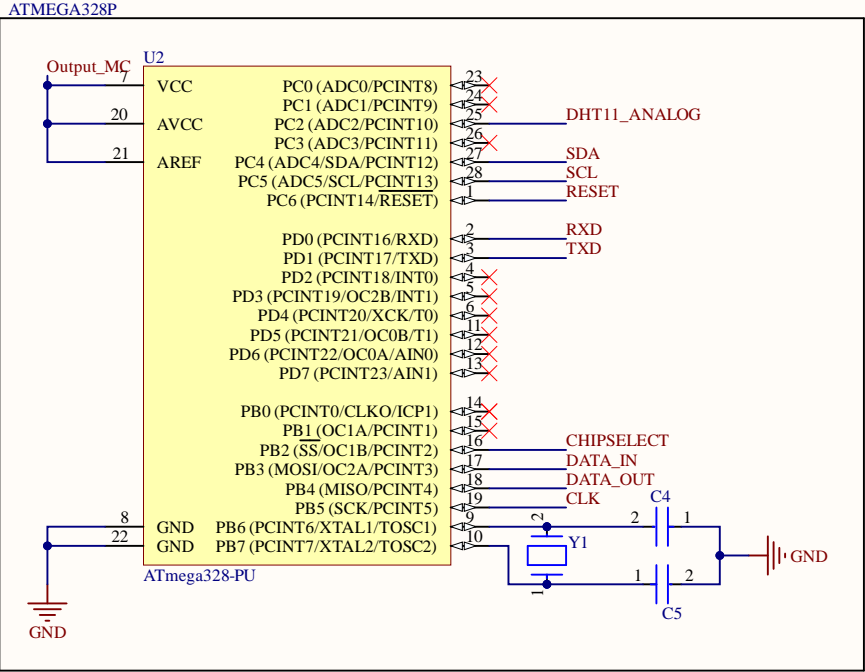 ATMEGA328P
U2
Output_MC
7
VCC
20
AVCC
21
AREF
PC0 (ADC0/PCINT8)
23
PC1 (ADC1/PCINT9)
24
PC2 (ADC2/PCINT10)
25
DHT11_ANALOG
PC3 (ADC3/PCINT11)
26
PC4 (ADC4/SDA/PCINT12)
27
SDA
PC5 (ADC5/SCL/PCINT13)
28
SCL
PC6 (PCINT14/RESET)
1
RESET
PD0 (PCINT16/RXD)
2
RXD
PD1 (PCINT17/TXD)
3
TXD
PD2 (PCINT18/INT0)
4
PD3 (PCINT19/OC2B/INT1)
5
PD4 (PCINT20/XCK/T0)
6
PD5 (PCINT21/OC0B/T1)
11
PD6 (PCINT22/OC0A/AIN0)
12
PD7 (PCINT23/AIN1)
13
PB0 (PCINT0/CLKO/ICP1)
14
PB1 (OC1A/PCINT1)
15
PB2 (SS/OC1B/PCINT2)
16
CHIPSELECT
PB3 (MOSI/OC2A/PCINT3)
17
DATA_IN
PB4 (MISO/PCINT4)
18
DATA_OUT
PB5 (SCK/PCINT5)
19
CLK
8
GND
PB6 (PCINT6/XTAL1/TOSC1)
9
22
GND
PB7 (PCINT7/XTAL2/TOSC2)
10
2
Y1
1
C4
2
1
1
2
C5
GND
ATmega328-PU
GND